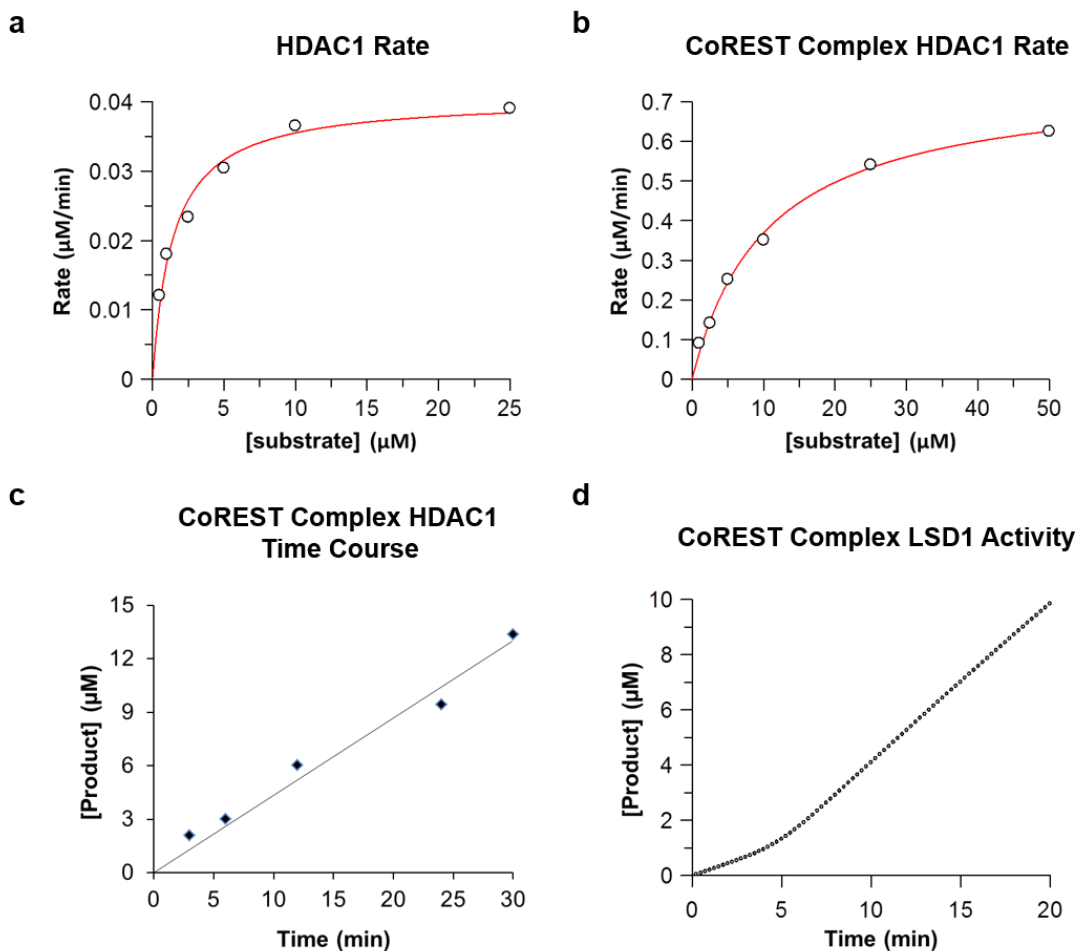 a
HDAC1 Rate
Rate (µM/min)
0.04
0.03
0.02
0.01
0
0 5 10 15 20 25
[substrate] (µM)
b
CoREST Complex HDAC1 Rate
Rate (µM/min)
0.7
0.6
0.5
0.4
0.3
0.2
0.1
0
0 10 20 30 40 50
[substrate] (µM)
c
CoREST Complex HDAC1
Time Course
[Product] (µM)
15
12
9
6
3
0
0 5 10 15 20 25 30
Time (min)
d
CoREST Complex LSD1 Activity
[Product] (µM)
10
8
6
4
2
0
0 5 10 15 20
Time (min)